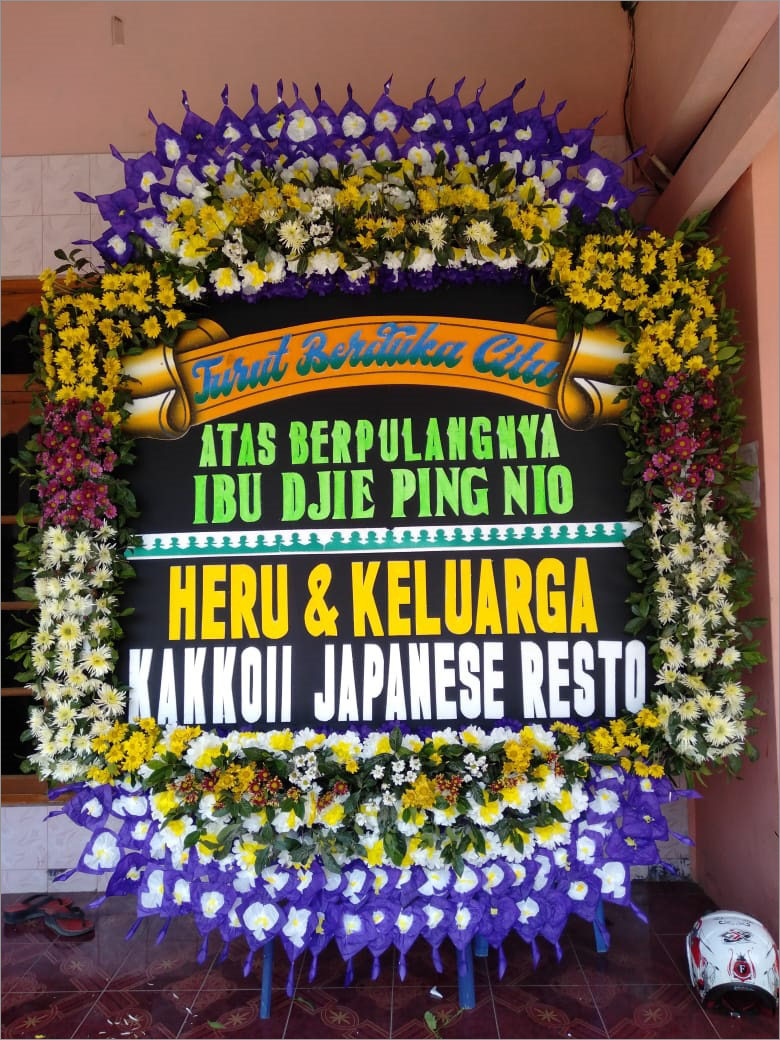 Turut Berduka Cita
ATAS BERPULANGNYA
IBU DJIE PING NIO
HERU & KELUARGA
KAKKOII JAPANESE RESTO